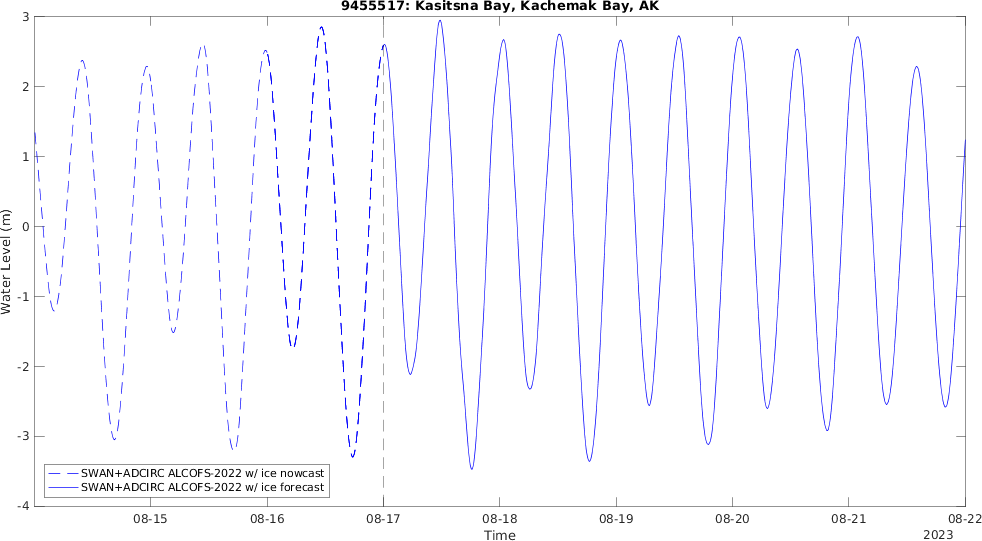 9455517: Kasitsna Bay, Kachemak Bay, AK
3
2
1
0
-1
-2
-3
-4
Water Level (m)
SWAN+ADCIRC ALCOFS-2022 w/ ice nowcast
SWAN+ADCIRC ALCOFS-2022 w/ ice forecast
08-15 08-16 08-17 08-18 08-19 08-20 08-21 08-22
Time
2023